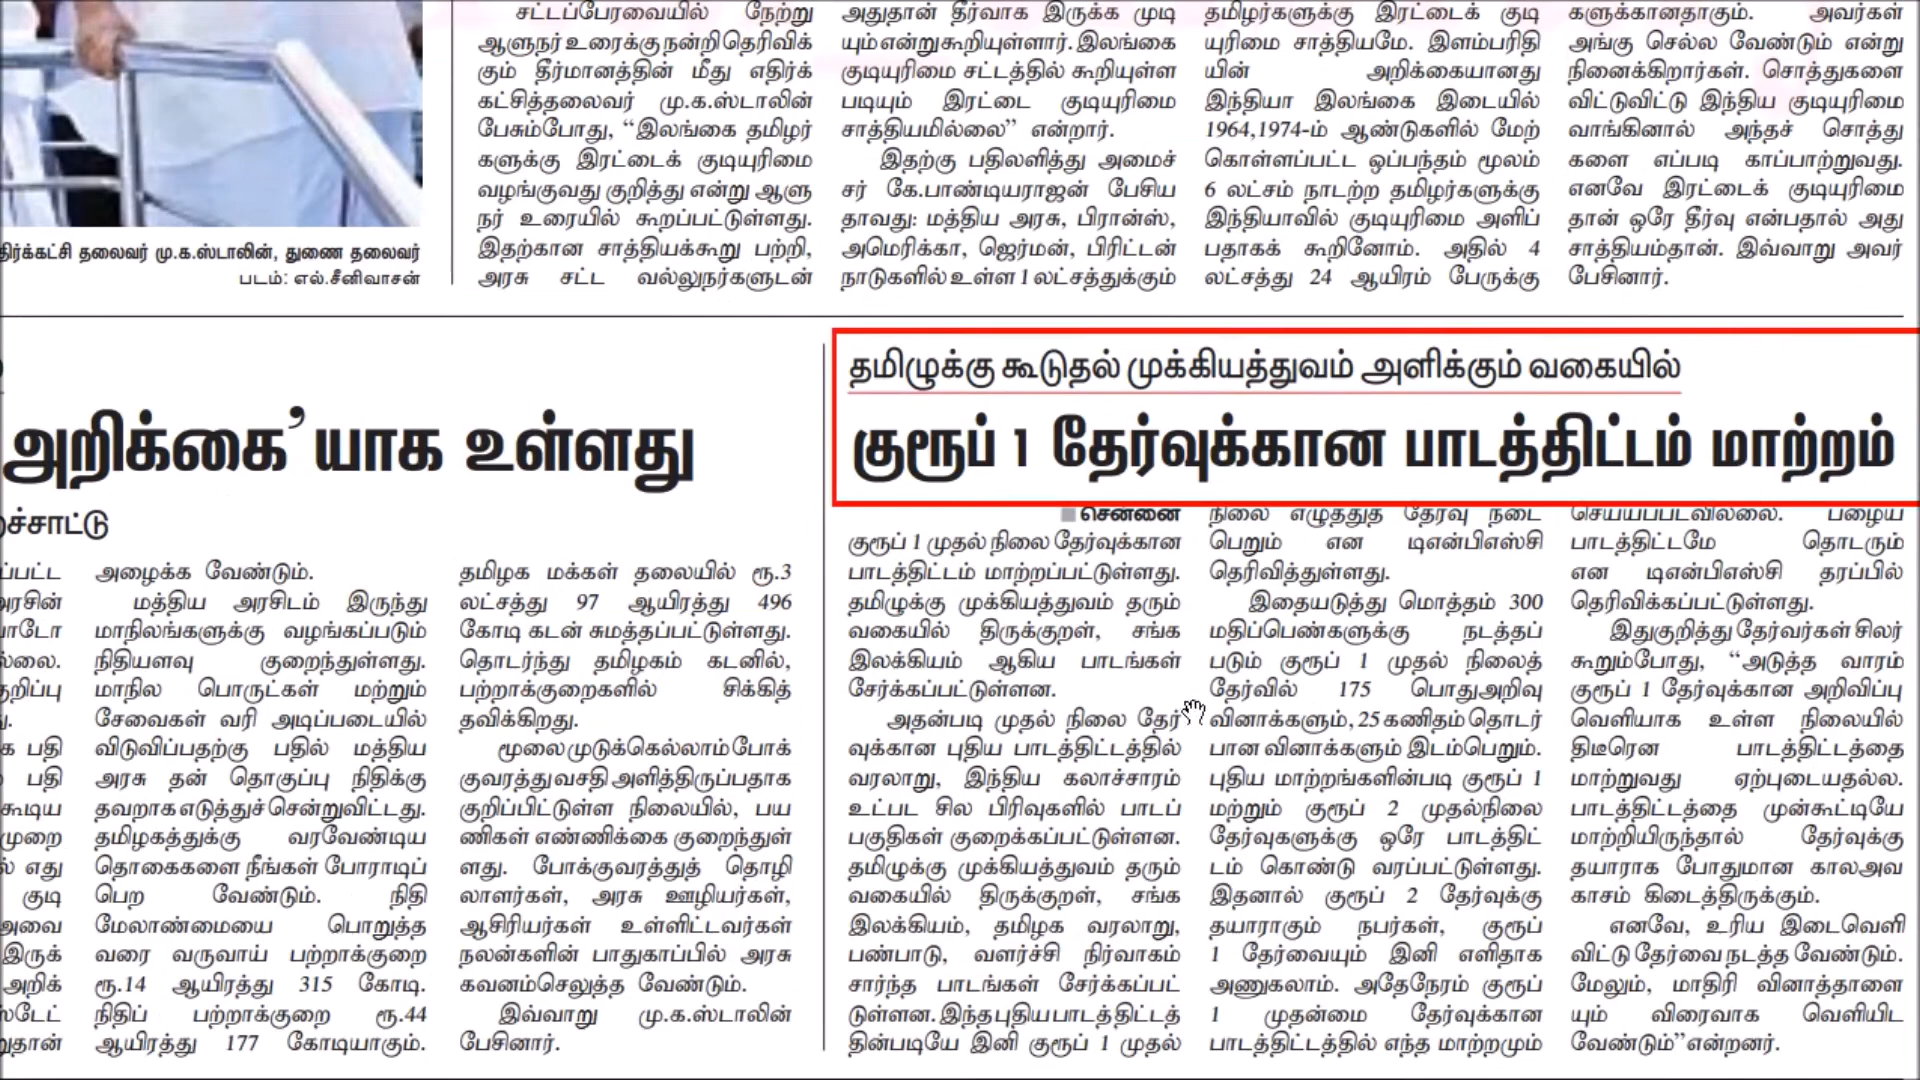 சட்டப்பேரவையில் நேற்று
ஆளுநர் உரைக்கு நன்றி தெரிவிக்
கும் தீர்மானத்தின் மீது எதிர்க்
கட்சித்தலைவர் மு.க.ஸ்டாலின்
பேசும்போது, “இலங்கை தமிழர்
களுக்கு இரட்டைக் குடியுரிமை
வழங்குவது குறித்து என்று ஆளு
நர் உரையில் கூறப்பட்டுள்ளது.
இதற்கான சாத்தியக்கூறு பற்றி,
அரசு சட்ட வல்லுநர்களுடன்
அதுதான் தீர்வாக இருக்க முடி
யும் என்று கூறியுள்ளார். இலங்கை
குடியுரிமை சட்டத்தில் கூறியுள்ள
படியும் இரட்டை குடியுரிமை
சாத்தியமில்லை” என்றார்.
இதற்கு பதிலளித்து அமைச்
சர் கே.பாண்டியராஜன் பேசிய
தாவது: மத்திய அரசு, பிரான்ஸ்,
அமெரிக்கா, ஜெர்மன், பிரிட்டன்
நாடுகளில் உள்ள 1 லட்சத்துக்கும்
தமிழர்களுக்கு இரட்டைக் குடி
யுரிமை சாத்தியமே. இளம்பரிதி
யின் அறிக்கையானது
இந்தியா இலங்கை இடையில்
1964,1974-ம் ஆண்டுகளில் மேற்
கொள்ளப்பட்ட ஒப்பந்தம் மூலம்
6 லட்சம் நாடற்ற தமிழர்களுக்கு
இந்தியாவில் குடியுரிமை அளிப்
பதாகக் கூறினோம். அதில் 4
லட்சத்து 24 ஆயிரம் பேருக்கு
களுக்கானதாகும். அவர்கள்
அங்கு செல்ல வேண்டும் என்று
நினைக்கிறார்கள். சொத்துகளை
விட்டுவிட்டு இந்திய குடியுரிமை
வாங்கினால் அந்தச் சொத்து
களை எப்படி காப்பாற்றுவது.
எனவே இரட்டைக் குடியுரிமை
தான் ஒரே தீர்வு என்பதால் அது
சாத்தியம்தான். இவ்வாறு அவர்
பேசினார்.
திர்க்கட்சி தலைவர் மு.க.ஸ்டாலின், துணை தலைவர்
படம்: எல்.சீனிவாசன்
அறிக்கை’யாக உள்ளது
ச்சாட்டு
ப்பட்ட
ரசின்
ாடோ
ல்லை.
குறிப்பு
து.
க பதி
பதி
கூடிய
முறை
ல் எது
குடி
அவை
இருக்
அறிக்
ஸ்டேட்
துதான்
அழைக்க வேண்டும்.
மத்திய அரசிடம் இருந்து
மாநிலங்களுக்கு வழங்கப்படும்
நிதியளவு குறைந்துள்ளது.
மாநில பொருட்கள் மற்றும்
சேவைகள் வரி அடிப்படையில்
விடுவிப்பதற்கு பதில் மத்திய
அரசு தன் தொகுப்பு நிதிக்கு
தவறாக எடுத்துச் சென்றுவிட்டது.
தமிழகத்துக்கு வரவேண்டிய
தொகைகளை நீங்கள் போராடிப்
பெற வேண்டும். நிதி
மேலாண்மையை பொறுத்த
வரை வருவாய் பற்றாக்குறை
ரூ.14 ஆயிரத்து 315 கோடி.
நிதிப் பற்றாக்குறை ரூ.44
ஆயிரத்து 177 கோடியாகும்.
தமிழக மக்கள் தலையில் ரூ.3
லட்சத்து 97 ஆயிரத்து 496
கோடி கடன் சுமத்தப்பட்டுள்ளது.
தொடர்ந்து தமிழகம் கடனில்,
பற்றாக்குறைகளில் சிக்கித்
தவிக்கிறது.
மூலை முடுக்கெல்லாம் போக்
குவரத்து வசதி அளித்திருப்பதாக
குறிப்பிட்டுள்ள நிலையில், பய
ணிகள் எண்ணிக்கை குறைந்துள்
ளது. போக்குவரத்துத் தொழி
லாளர்கள், அரசு ஊழியர்கள்,
ஆசிரியர்கள் உள்ளிட்டவர்கள்
நலன்களின் பாதுகாப்பில் அரசு
கவனம்செலுத்த வேண்டும்.
இவ்வாறு மு.க.ஸ்டாலின்
பேசினார்.
தமிழுக்கு கூடுதல் முக்கியத்துவம் அளிக்கும் வகையில்
குரூப் 1 தேர்வுக்கான பாடத்திட்டம் மாற்றம்
சென்னை
குரூப் 1 முதல் நிலை தேர்வுக்கான
பாடத்திட்டம் மாற்றப்பட்டுள்ளது.
தமிழுக்கு முக்கியத்துவம் தரும்
வகையில் திருக்குறள், சங்க
இலக்கியம் ஆகிய பாடங்கள்
சேர்க்கப்பட்டுள்ளன.
அதன்படி முதல் நிலை தேர்
வுக்கான புதிய பாடத்திட்டத்தில்
வரலாறு, இந்திய கலாச்சாரம்
உட்பட சில பிரிவுகளில் பாடப்
பகுதிகள் குறைக்கப்பட்டுள்ளன.
தமிழுக்கு முக்கியத்துவம் தரும்
வகையில் திருக்குறள், சங்க
இலக்கியம், தமிழக வரலாறு,
பண்பாடு, வளர்ச்சி நிர்வாகம்
சார்ந்த பாடங்கள் சேர்க்கப்பட்
டுள்ளன. இந்த புதிய பாடத்திட்டத்
தின்படியே இனி குரூப் 1 முதல்
நிலை எழுத்துத் தேர்வு நடை
பெறும் என டிஎன்பிஎஸ்சி
தெரிவித்துள்ளது.
இதையடுத்து மொத்தம் 300
மதிப்பெண்களுக்கு நடத்தப்
படும் குரூப் 1 முதல் நிலைத்
தேர்வில் 175 பொதுஅறிவு
வினாக்களும், 25 கணிதம் தொடர்
பான வினாக்களும் இடம்பெறும்.
புதிய மாற்றங்களின்படி குரூப் 1
மற்றும் குரூப் 2 முதல்நிலை
தேர்வுகளுக்கு ஒரே பாடத்திட்
டம் கொண்டு வரப்பட்டுள்ளது.
இதனால் குரூப் 2 தேர்வுக்கு
தயாராகும் நபர்கள், குரூப்
1 தேர்வையும் இனி எளிதாக
அணுகலாம். அதேநேரம் குரூப்
1 முதன்மை தேர்வுக்கான
பாடத்திட்டத்தில் எந்த மாற்றமும்
செய்யப்படவில்லை. பழைய
பாடத்திட்டமே தொடரும்
என டிஎன்பிஎஸ்சி தரப்பில்
தெரிவிக்கப்பட்டுள்ளது.
இதுகுறித்து தேர்வர்கள் சிலர்
கூறும்போது, “அடுத்த வாரம்
குரூப் 1 தேர்வுக்கான அறிவிப்பு
வெளியாக உள்ள நிலையில்
திடீரென பாடத்திட்டத்தை
மாற்றுவது ஏற்புடையதல்ல.
பாடத்திட்டத்தை முன்கூட்டியே
மாற்றியிருந்தால் தேர்வுக்கு
தயாராக போதுமான காலஅவ
காசம் கிடைத்திருக்கும்.
எனவே, உரிய இடைவெளி
விட்டு தேர்வை நடத்த வேண்டும்.
மேலும், மாதிரி வினாத்தாளை
யும் விரைவாக வெளியிட
வேண்டும்” என்றனர்.